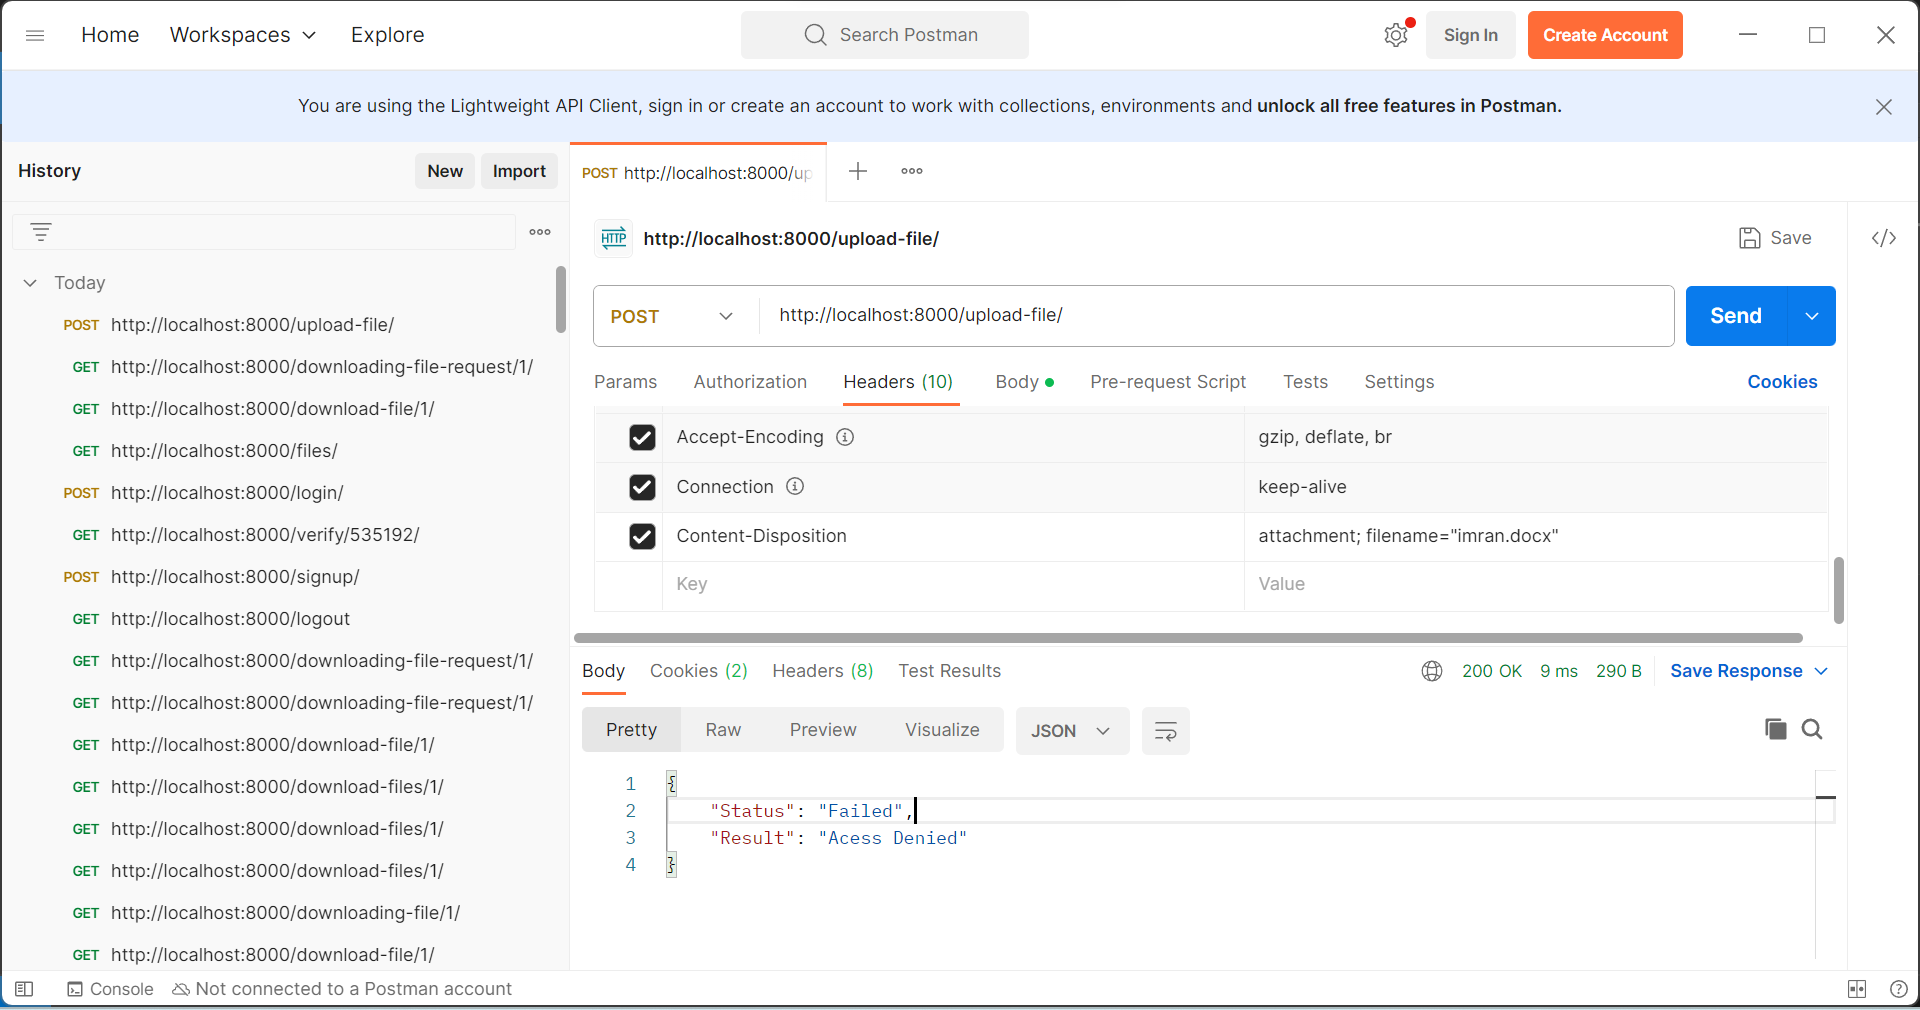 Home Workspaces Explore Search Postman Sign In Create Account
You are using the Lightweight API Client, sign in or create an account to work with collections, environments and unlock all free features in Postman.
History New Import
Today
POST http://localhost:8000/upload-file/
GET http://localhost:8000/downloading-file-request/1/
GET http://localhost:8000/download-file/1/
GET http://localhost:8000/files/
POST http://localhost:8000/login/
GET http://localhost:8000/verify/535192/
POST http://localhost:8000/signup/
GET http://localhost:8000/logout
GET http://localhost:8000/downloading-file-request/1/
GET http://localhost:8000/downloading-file-request/1/
GET http://localhost:8000/download-file/1/
GET http://localhost:8000/download-files/1/
GET http://localhost:8000/download-files/1/
GET http://localhost:8000/download-files/1/
GET http://localhost:8000/downloading-file/1/
GET http://localhost:8000/download-file/1/
POST http://localhost:8000/up
HTTP http://localhost:8000/upload-file/ Save </>
POST http://localhost:8000/upload-file/ Send
Params Authorization Headers (10) Body Pre-request Script Tests Settings Cookies
Accept-Encoding gzip, deflate, br
Connection keep-alive
Content-Disposition attachment; filename="imran.docx"
Key Value
Body Cookies (2) Headers (8) Test Results 200 OK 9 ms 290 B Save Response
Pretty Raw Preview Visualize JSON
1 {
2 "Status": "Failed",
3 "Result": "Acess Denied"
4 }
Console Not connected to a Postman account